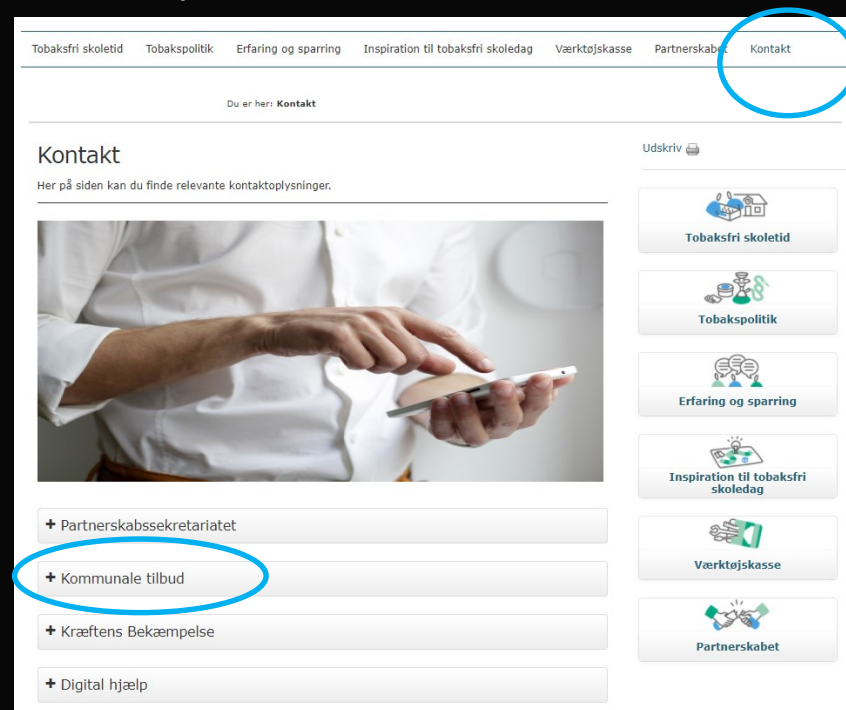 Tobaksfri skoletid Tobakspolitik Erfaring og sparring Inspiration til tobaksfri skoledag Værktøjskasse Partnerskabet Kontakt
Du er her: Kontakt
Kontakt
Her på siden kan du finde relevante kontaktoplysninger.
+ Partnerskabssekretariatet
+ Kommunale tilbud
+ Kræftens Bekæmpelse
+ Digital hjælp
Udskriv
Tobaksfri skoletid
Tobakspolitik
Erfaring og sparring
Inspiration til tobaksfri
skoledag
Værktøjskasse
Partnerskabet